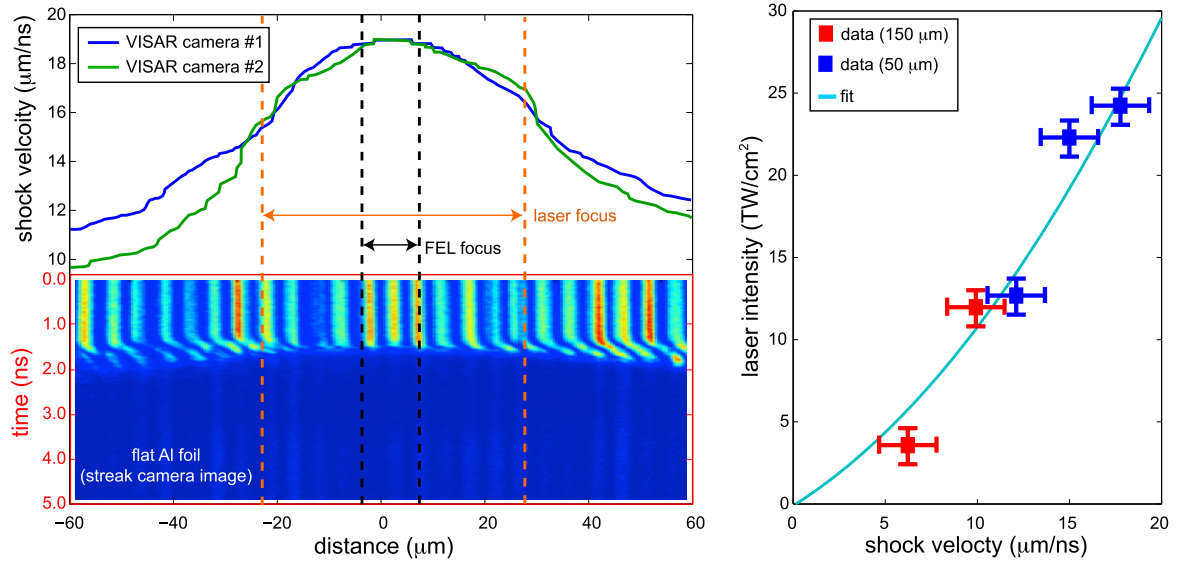 20
18
16
14
12
10
shock velcoity (μm/ns)
VISAR camera #1
VISAR camera #2
laser focus
FEL focus
0.0
1.0
2.0
3.0
4.0
5.0
time (ns)
flat Al foil
(streak camera image)
−60
−40
−20
0
20
40
60
distance (μm)
30
25
20
15
10
5
0
laser intensity (TW/cm²)
data (150 μm)
data (50 μm)
fit
0
5
10
15
20
shock velocty (μm/ns)